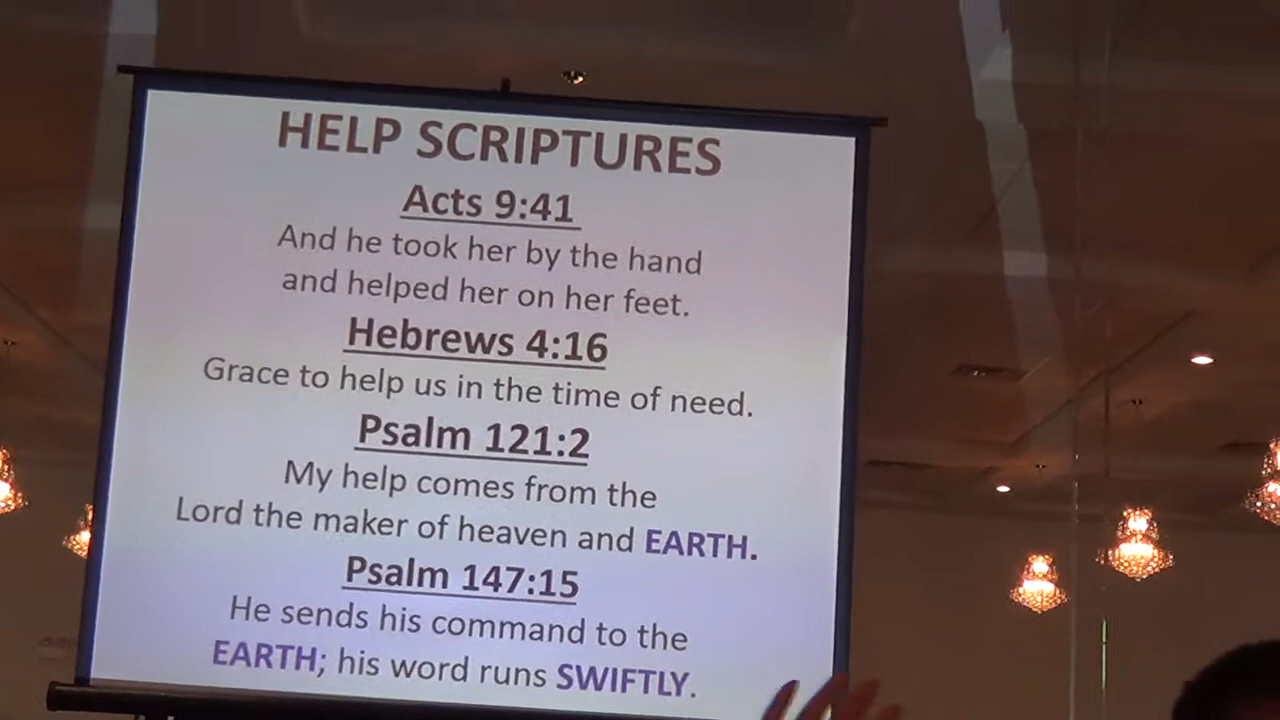 HELP SCRIPTURES
Acts 9:41
And he took her by the hand
and helped her on her feet.
Hebrews 4:16
Grace to help us in the time of need.
Psalm 121:2
My help comes from the
Lord the maker of heaven and EARTH.
Psalm 147:15
He sends his command to the
EARTH; his word runs SWIFTLY.